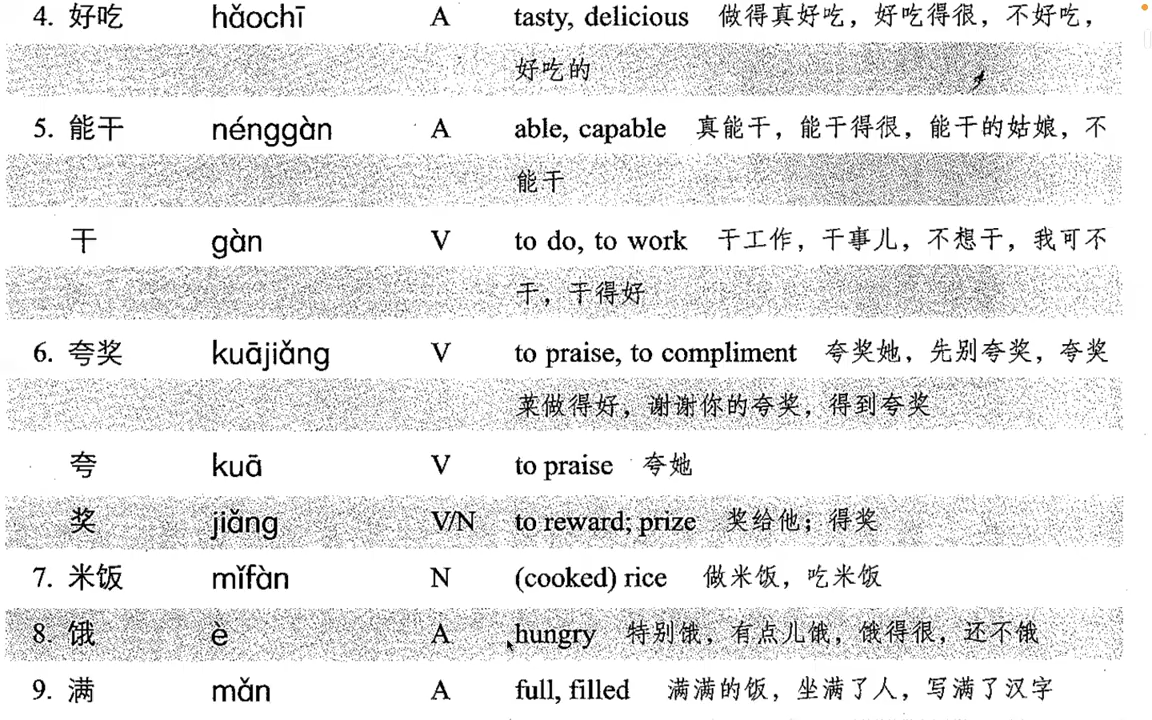 4. 好吃 hǎochī A tasty, delicious 做得真好吃，好吃得很，不好吃，
好吃的
5. 能干 nénggàn A able, capable 真能干，能干得很，能干的姑娘，不
能干
干 gàn V to do, to work 干工作，干事儿，不想干，我可不
干，干得好
6. 夸奖 kuājiǎng V to praise, to compliment 夸奖她，先别夸奖，夸奖
菜做得好，谢谢你的夸奖，得到夸奖
夸 kuā V to praise 夸她
奖 jiǎng V/N to reward; prize 奖给他；得奖
7. 米饭 mǐfàn N (cooked) rice 做米饭，吃米饭
8. 饿 è A hungry 特别饿，有点儿饿，饿得很，还不饿
9. 满 mǎn A full, filled 满满的饭，坐满了人，写满了汉字